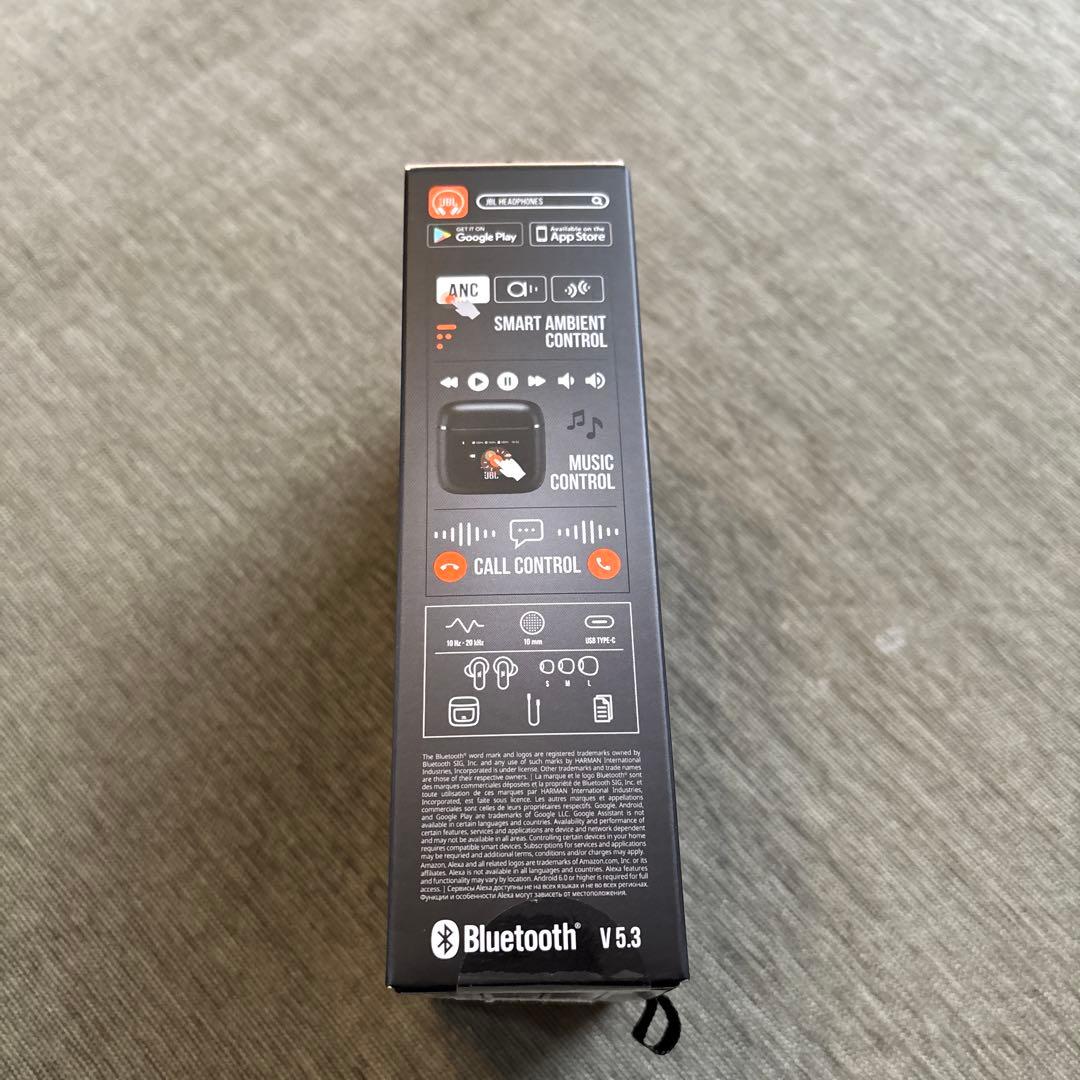 JBL
JBL HEADPHONES
GET IT ON
Google Play
Available on the
App Store
ANC
SMART AMBIENT
CONTROL
MUSIC
CONTROL
JBL
CALL CONTROL
10 Hz - 20 kHz
10 mm
USB TYPE-C
S M L
The Bluetooth® word mark and logos are registered trademarks owned by
Bluetooth SIG, Inc. and any use of such marks by HARMAN International
Industries, Incorporated is under license. Other trademarks and trade names
are those of their respective owners. | La marque et le logo Bluetooth® sont
des marques commerciales déposées et la propriété de Bluetooth SIG, Inc, et
toute utilisation de ces marques par HARMAN International Industries,
Incorporated, est faite sous licence. Les autres marques et appellations
commerciales sont celles de leurs propriétaires respectifs. Google, Android,
and Google Play are trademarks of Google LLC. Google Assistant is not
available in certain languages and countries. Availability and performance of
certain features, services and applications are device and network dependent
and may not be available in all areas. Controlling certain devices in your home
requires compatible smart devices. Subscriptions for services and applications
may be requried and additional terms, conditions and/or charges may apply.
Amazon, Alexa and all related logos are trademarks of Amazon.com, Inc. or its
affiliates. Alexa is not available in all languages and countries. Alexa features
and functionality may vary by location. Android 6.0 or higher is required for full
access. | Сервисы Alexa доступны не на всех языках и не во всех регионах.
Функции и особенности Alexa могут зависеть от местоположения.
Bluetooth® V 5.3